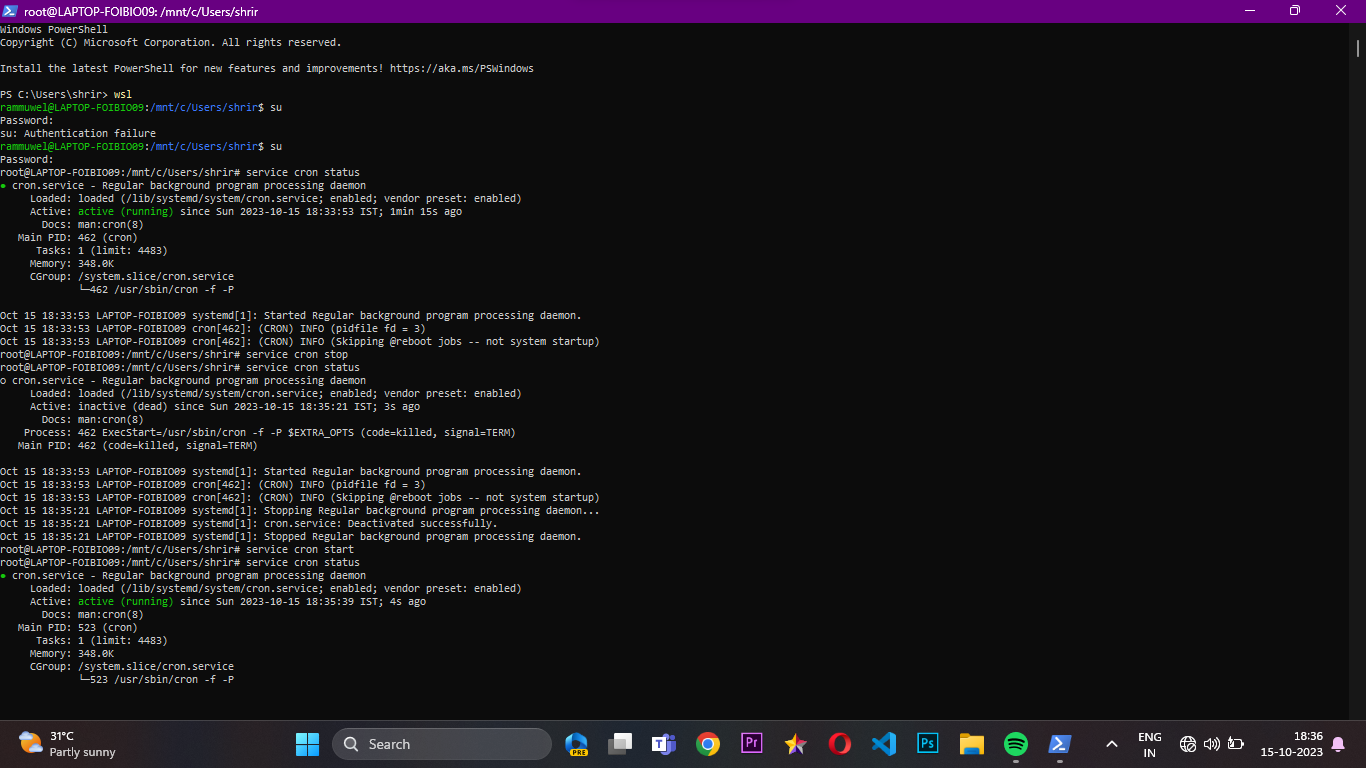 root@LAPTOP-FOIBIO09: /mnt/c/Users/shrir
Windows PowerShell
Copyright (C) Microsoft Corporation. All rights reserved.
Install the latest PowerShell for new features and improvements! https://aka.ms/PSWindows
PS C:\Users\shrir> wsl
rammuwel@LAPTOP-FOIBIO09:/mnt/c/Users/shrir$ su
Password:
su: Authentication failure
rammuwel@LAPTOP-FOIBIO09:/mnt/c/Users/shrir$ su
Password:
root@LAPTOP-FOIBIO09:/mnt/c/Users/shrir# service cron status
● cron.service - Regular background program processing daemon
Loaded: loaded (/lib/systemd/system/cron.service; enabled; vendor preset: enabled)
Active: active (running) since Sun 2023-10-15 18:33:53 IST; 1min 15s ago
Docs: man:cron(8)
Main PID: 462 (cron)
Tasks: 1 (limit: 4483)
Memory: 348.0K
CGroup: /system.slice/cron.service
└─462 /usr/sbin/cron -f -P
Oct 15 18:33:53 LAPTOP-FOIBIO09 systemd[1]: Started Regular background program processing daemon.
Oct 15 18:33:53 LAPTOP-FOIBIO09 cron[462]: (CRON) INFO (pidfile fd = 3)
Oct 15 18:33:53 LAPTOP-FOIBIO09 cron[462]: (CRON) INFO (Skipping @reboot jobs -- not system startup)
root@LAPTOP-FOIBIO09:/mnt/c/Users/shrir# service cron stop
root@LAPTOP-FOIBIO09:/mnt/c/Users/shrir# service cron status
○ cron.service - Regular background program processing daemon
Loaded: loaded (/lib/systemd/system/cron.service; enabled; vendor preset: enabled)
Active: inactive (dead) since Sun 2023-10-15 18:35:21 IST; 3s ago
Docs: man:cron(8)
Process: 462 ExecStart=/usr/sbin/cron -f -P $EXTRA_OPTS (code=killed, signal=TERM)
Main PID: 462 (code=killed, signal=TERM)
Oct 15 18:33:53 LAPTOP-FOIBIO09 systemd[1]: Started Regular background program processing daemon.
Oct 15 18:33:53 LAPTOP-FOIBIO09 cron[462]: (CRON) INFO (pidfile fd = 3)
Oct 15 18:33:53 LAPTOP-FOIBIO09 cron[462]: (CRON) INFO (Skipping @reboot jobs -- not system startup)
Oct 15 18:35:21 LAPTOP-FOIBIO09 systemd[1]: Stopping Regular background program processing daemon...
Oct 15 18:35:21 LAPTOP-FOIBIO09 systemd[1]: cron.service: Deactivated successfully.
Oct 15 18:35:21 LAPTOP-FOIBIO09 systemd[1]: Stopped Regular background program processing daemon.
root@LAPTOP-FOIBIO09:/mnt/c/Users/shrir# service cron start
root@LAPTOP-FOIBIO09:/mnt/c/Users/shrir# service cron status
● cron.service - Regular background program processing daemon
Loaded: loaded (/lib/systemd/system/cron.service; enabled; vendor preset: enabled)
Active: active (running) since Sun 2023-10-15 18:35:39 IST; 4s ago
Docs: man:cron(8)
Main PID: 523 (cron)
Tasks: 1 (limit: 4483)
Memory: 348.0K
CGroup: /system.slice/cron.service
└─523 /usr/sbin/cron -f -P
31°C
Partly sunny
Search
PRE
Pr
Ps
ENG
IN
18:36
15-10-2023